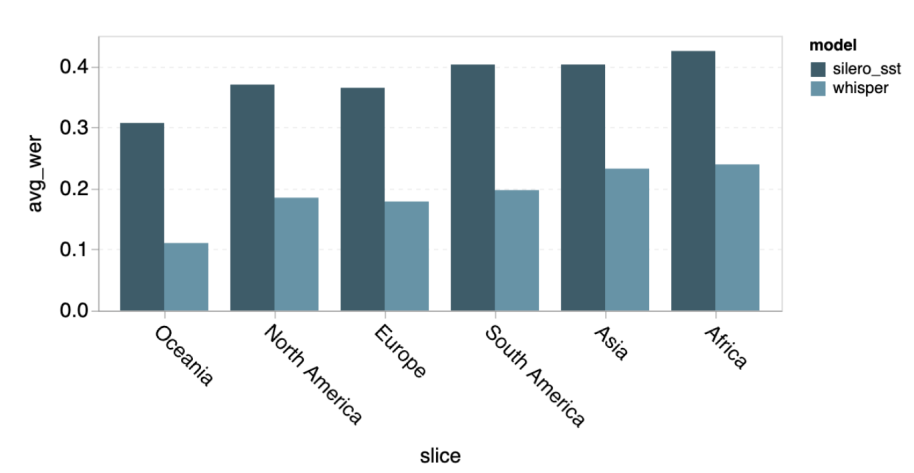 model
silero_sst
whisper
avg_wer
0.4
0.3
0.2
0.1
0.0
Oceania
North America
Europe
South America
Asia
Africa
slice